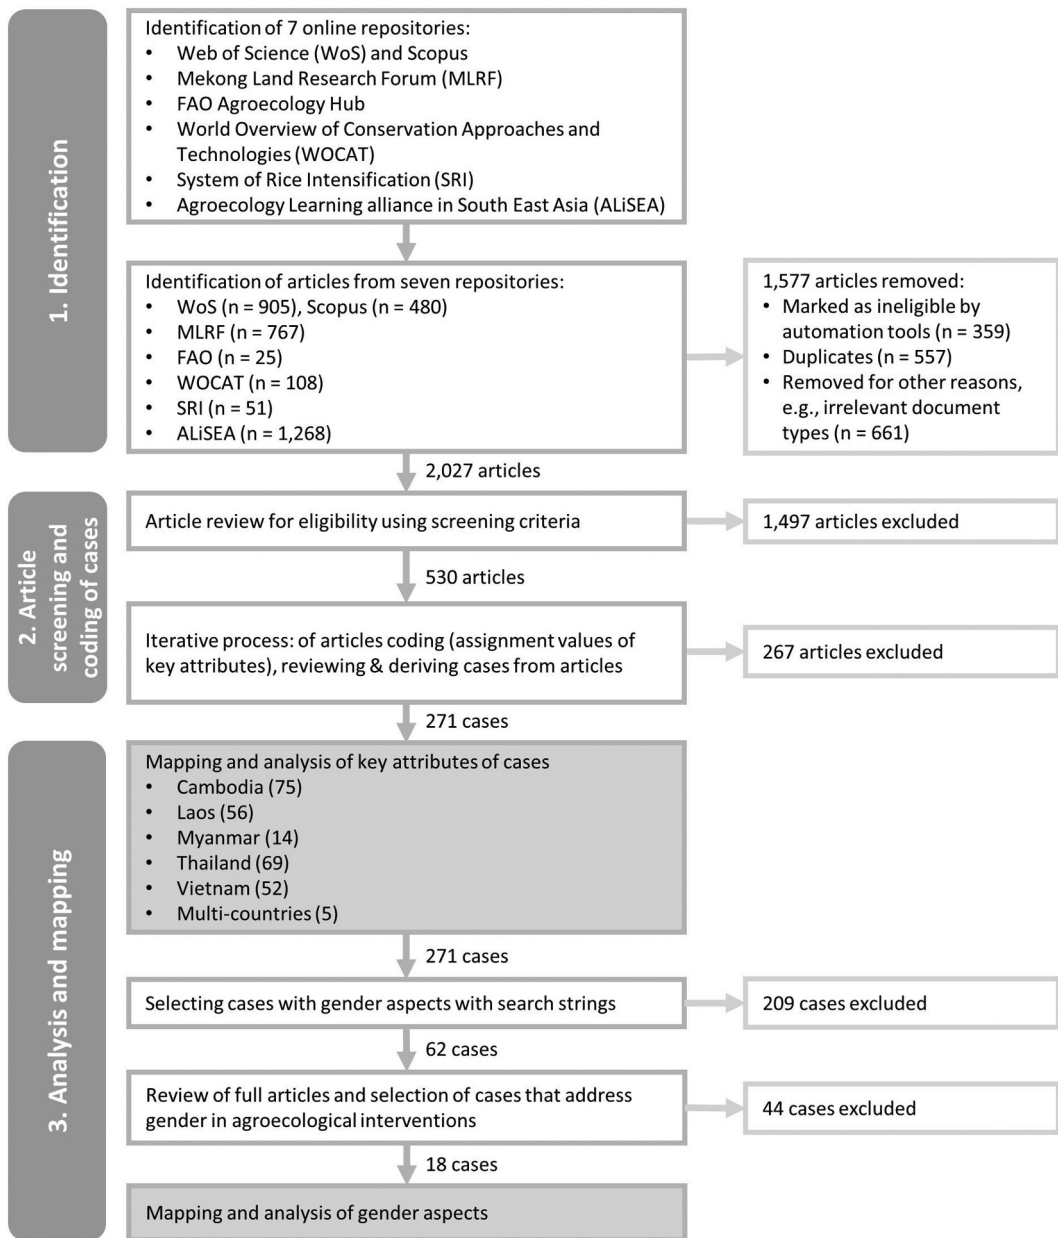 1. Identification
Identification of 7 online repositories:
• Web of Science (WoS) and Scopus
• Mekong Land Research Forum (MLRF)
• FAO Agroecology Hub
• World Overview of Conservation Approaches and
Technologies (WOCAT)
• System of Rice Intensification (SRI)
• Agroecology Learning alliance in South East Asia (ALiSEA)
Identification of articles from seven repositories:
• WoS (n = 905), Scopus (n = 480)
• MLRF (n = 767)
• FAO (n = 25)
• WOCAT (n = 108)
• SRI (n = 51)
• ALiSEA (n = 1,268)
1,577 articles removed:
• Marked as ineligible by
automation tools (n = 359)
• Duplicates (n = 557)
• Removed for other reasons,
e.g., irrelevant document
types (n = 661)
2,027 articles
2. Article
screening and
coding of cases
Article review for eligibility using screening criteria
1,497 articles excluded
530 articles
Iterative process: of articles coding (assignment values of
key attributes), reviewing & deriving cases from articles
267 articles excluded
271 cases
3. Analysis and mapping
Mapping and analysis of key attributes of cases
• Cambodia (75)
• Laos (56)
• Myanmar (14)
• Thailand (69)
• Vietnam (52)
• Multi-countries (5)
271 cases
Selecting cases with gender aspects with search strings
209 cases excluded
62 cases
Review of full articles and selection of cases that address
gender in agroecological interventions
44 cases excluded
18 cases
Mapping and analysis of gender aspects